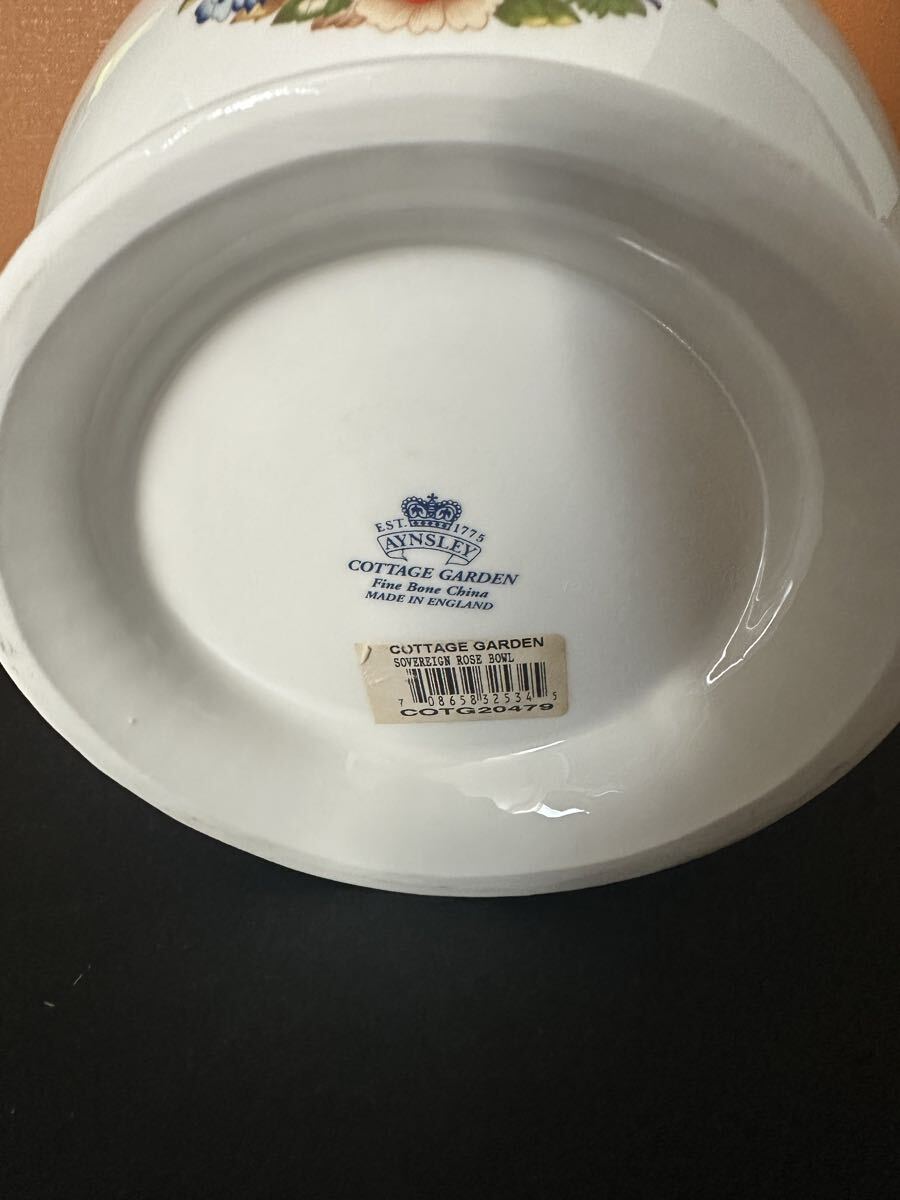 EST. 1775
AYNSLEY
COTTAGE GARDEN
Fine Bone China
MADE IN ENGLAND
COTTAGE GARDEN
SOVEREIGN ROSE BOWL
7 08658 32534 5
COTG20479